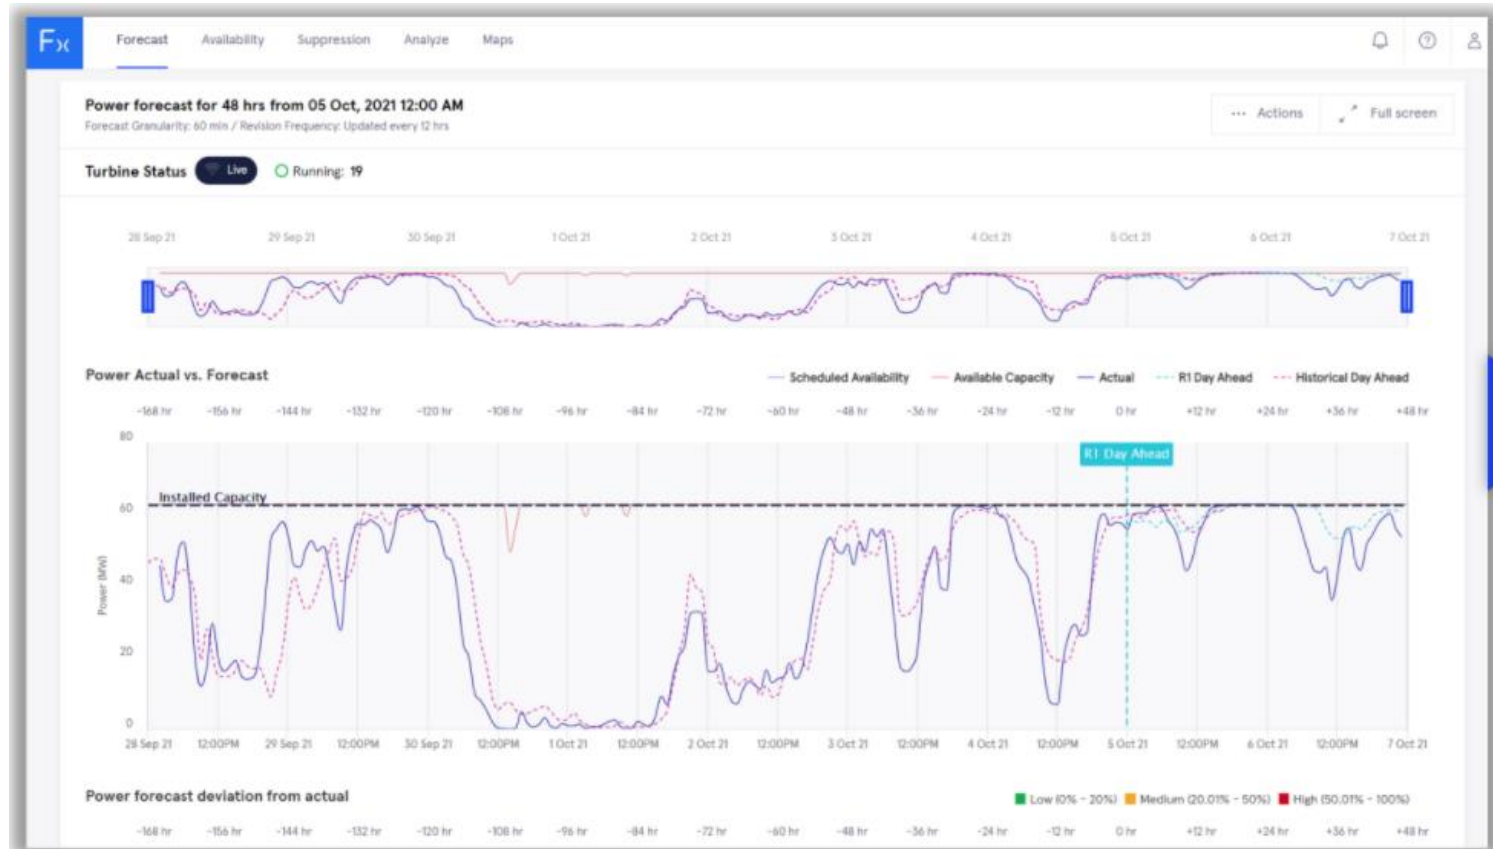 Fx Forecast Availability Suppression Analyze Maps
Power forecast for 48 hrs from 05 Oct, 2021 12:00 AM
Forecast Granularity: 60 min / Revision Frequency: Updated every 12 hrs
... Actions Full screen
Turbine Status Live Running: 19
28 Sep 21 29 Sep 21 30 Sep 21 1 Oct 21 2 Oct 21 3 Oct 21 4 Oct 21 5 Oct 21 6 Oct 21 7 Oct 21
Power Actual vs. Forecast
Scheduled Availability Available Capacity Actual R1 Day Ahead Historical Day Ahead
-168 hr -156 hr -144 hr -132 hr -120 hr -108 hr -96 hr -84 hr -72 hr -60 hr -48 hr -36 hr -24 hr -12 hr 0 hr +12 hr +24 hr +36 hr +48 hr
80
R1 Day Ahead
Installed Capacity
60
Power (MW)
40
20
0
28 Sep 21 12:00PM 29 Sep 21 12:00PM 30 Sep 21 12:00PM 1 Oct 21 12:00PM 2 Oct 21 12:00PM 3 Oct 21 12:00PM 4 Oct 21 12:00PM 5 Oct 21 12:00PM 6 Oct 21 12:00PM 7 Oct 21
Power forecast deviation from actual
Low (0% - 20%) Medium (20.01% - 50%) High (50.01% - 100%)
-168 hr -156 hr -144 hr -132 hr -120 hr -108 hr -96 hr -84 hr -72 hr -60 hr -48 hr -36 hr -24 hr -12 hr 0 hr +12 hr +24 hr +36 hr +48 hr